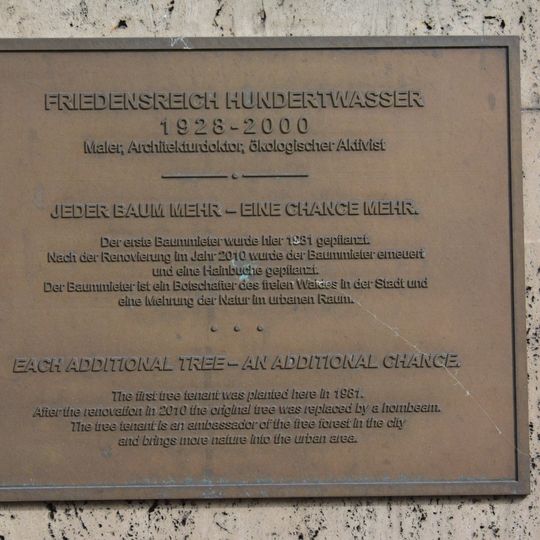 FRIEDENSREICH HUNDERTWASSER
1928-2000
Maler, Architekturdoktor, ökologischer Aktivist
JEDER BAUM MEHR – EINE CHANCE MEHR.
Der erste Baummieter wurde hier 1981 gepflanzt.
Nach der Renovierung im Jahr 2010 wurde der Baummieter erneuert
und eine Hainbuche gepflanzt.
Der Baummieter ist ein Botschafter des freien Waldes in der Stadt und
eine Mehrung der Natur im urbanen Raum.
EACH ADDITIONAL TREE – AN ADDITIONAL CHANCE.
The first tree tenant was planted here in 1981.
After the renovation in 2010 the original tree was replaced by a hornbeam.
The tree tenant is an ambassador of the free forest in the city
and brings more nature into the urban area.